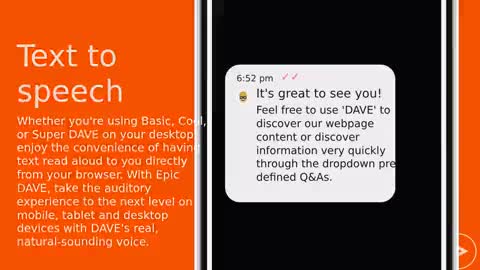 Text to
speech
Whether you're using Basic, Cool,
or Super DAVE on your desktop,
enjoy the convenience of having
text read aloud to you directly
from your browser. With Epic
DAVE, take the auditory
experience to the next level on
mobile, tablet and desktop
devices with DAVE's real,
natural-sounding voice.
6:52 pm
It's great to see you!
Feel free to use 'DAVE' to
discover our webpage
content or discover
information very quickly
through the dropdown pre
defined Q&As.